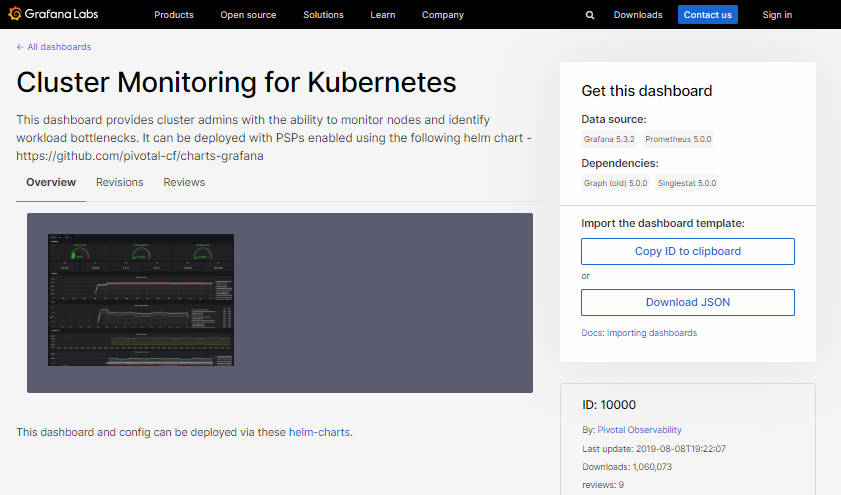 Grafana Labs
Products Open source Solutions Learn Company Downloads Contact us Sign in
← All dashboards
Cluster Monitoring for Kubernetes
This dashboard provides cluster admins with the ability to monitor nodes and identify
workload bottlenecks. It can be deployed with PSPs enabled using the following helm chart -
https://github.com/pivotal-cf/charts-grafana
Overview Revisions Reviews
This dashboard and config can be deployed via these helm-charts.
Get this dashboard
Data source:
Grafana 5.3.2 Prometheus 5.0.0
Dependencies:
Graph (old) 5.0.0 Singlestat 5.0.0
Import the dashboard template:
Copy ID to clipboard
or
Download JSON
Docs: Importing dashboards
ID: 10000
By: Pivotal Observability
Last update: 2019-08-08T19:22:07
Downloads: 1,060,073
reviews: 9